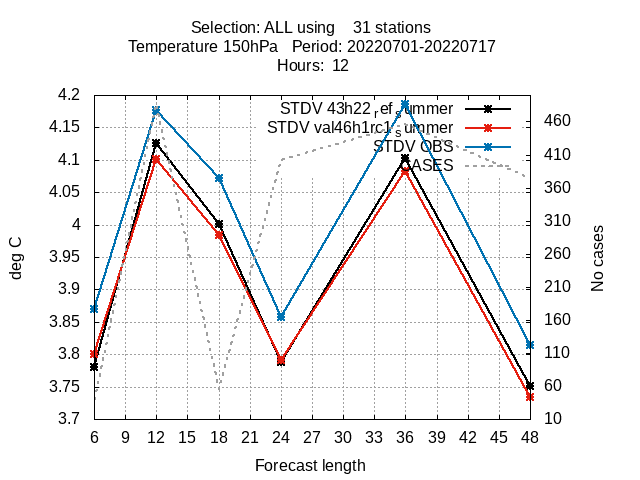 Selection: ALL using    31 stations
Temperature 150hPa   Period: 20220701-20220717
Hours:  12
STDV 43h22_ref_summer
STDV val46h1rc1_summer
STDV OBS
CASES
deg C
4.2
4.15
4.1
4.05
4
3.95
3.9
3.85
3.8
3.75
3.7
No cases
460
410
360
310
260
210
160
110
60
10
6 9 12 15 18 21 24 27 30 33 36 39 42 45 48
Forecast length